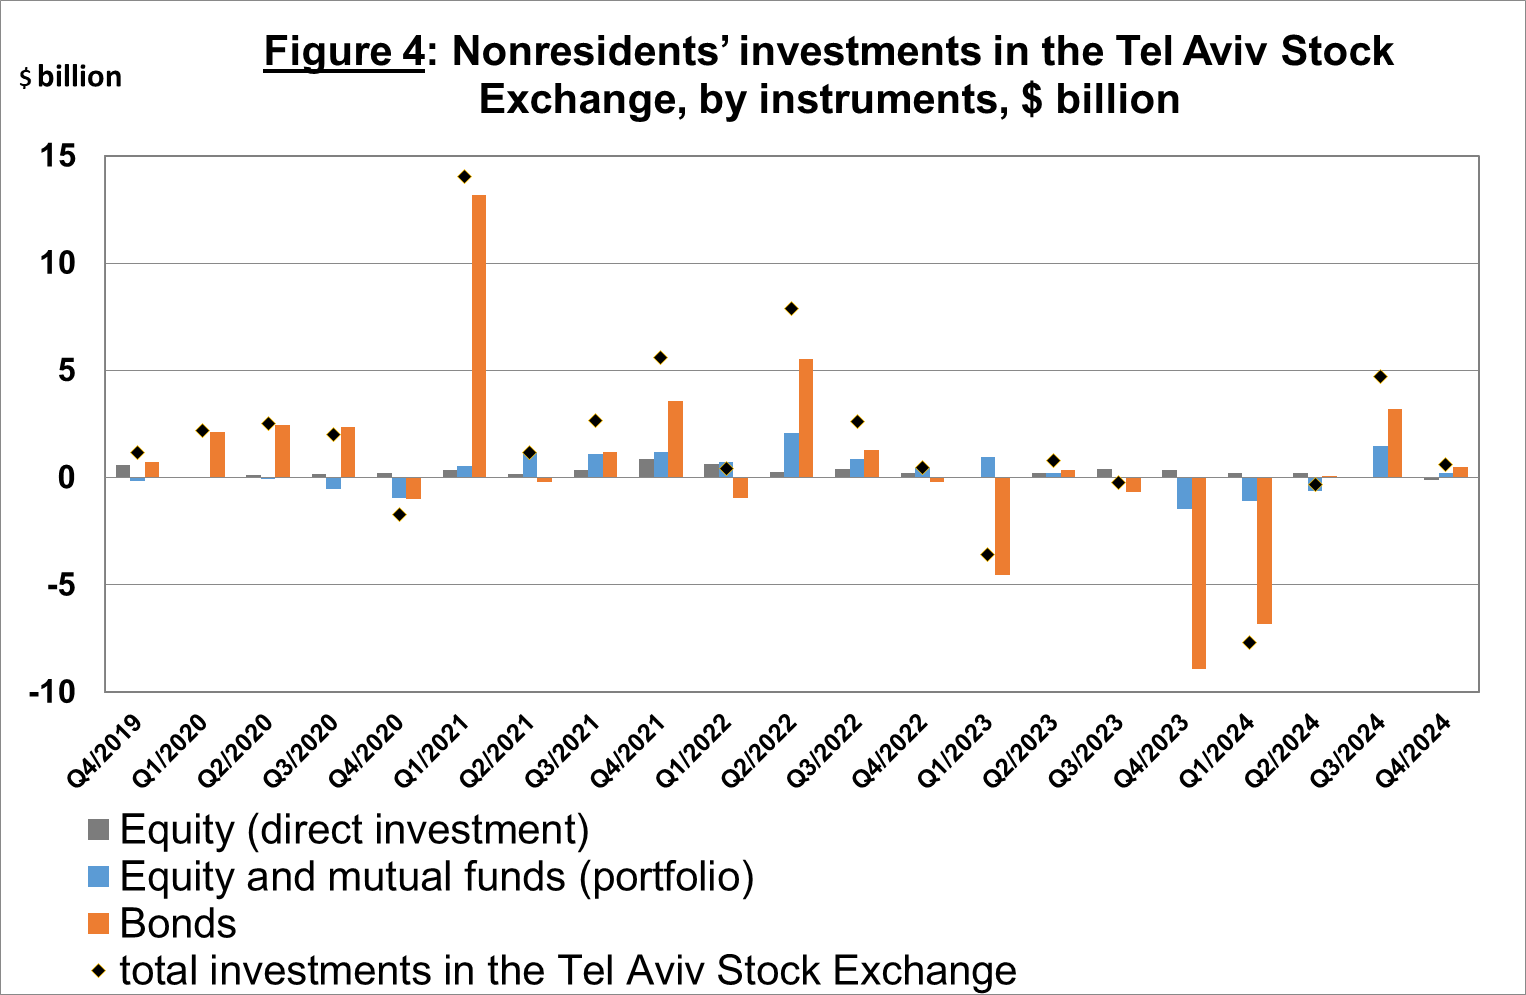 Figure 4: Nonresidents’ investments in the Tel Aviv Stock
Exchange, by instruments, $ billion
$ billion
15
10
5
0
-5
-10
Q4/2019
Q1/2020
Q2/2020
Q3/2020
Q4/2020
Q1/2021
Q2/2021
Q3/2021
Q4/2021
Q1/2022
Q2/2022
Q3/2022
Q4/2022
Q1/2023
Q2/2023
Q3/2023
Q4/2023
Q1/2024
Q2/2024
Q3/2024
Q4/2024
Equity (direct investment)
Equity and mutual funds (portfolio)
Bonds
total investments in the Tel Aviv Stock Exchange